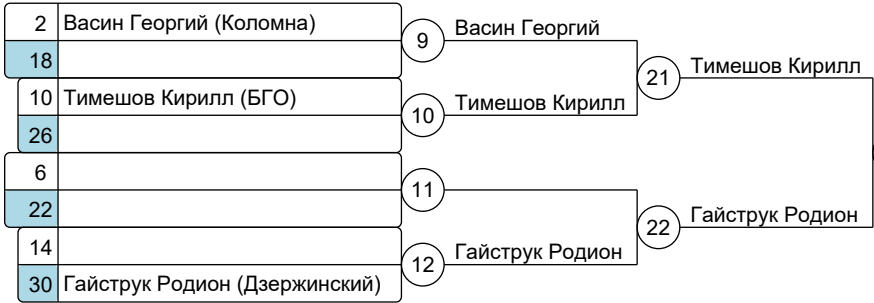 2 Васин Георгий (Коломна)
18
9 Васин Георгий
21 Тимешов Кирилл
10 Тимешов Кирилл (БГО)
26
10 Тимешов Кирилл
6
22
11
22 Гайструк Родион
14
30 Гайструк Родион (Дзержинский)
12 Гайструк Родион